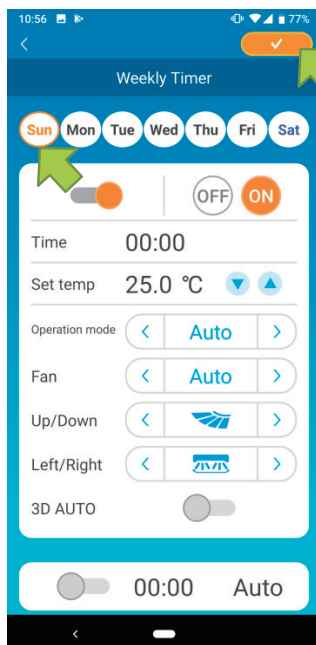 10:56 77%
Weekly Timer
Sun Mon Tue Wed Thu Fri Sat
OFF ON
Time 00:00
Set temp 25.0 ℃
Operation mode Auto
Fan Auto
Up/Down
Left/Right
3D AUTO
00:00 Auto